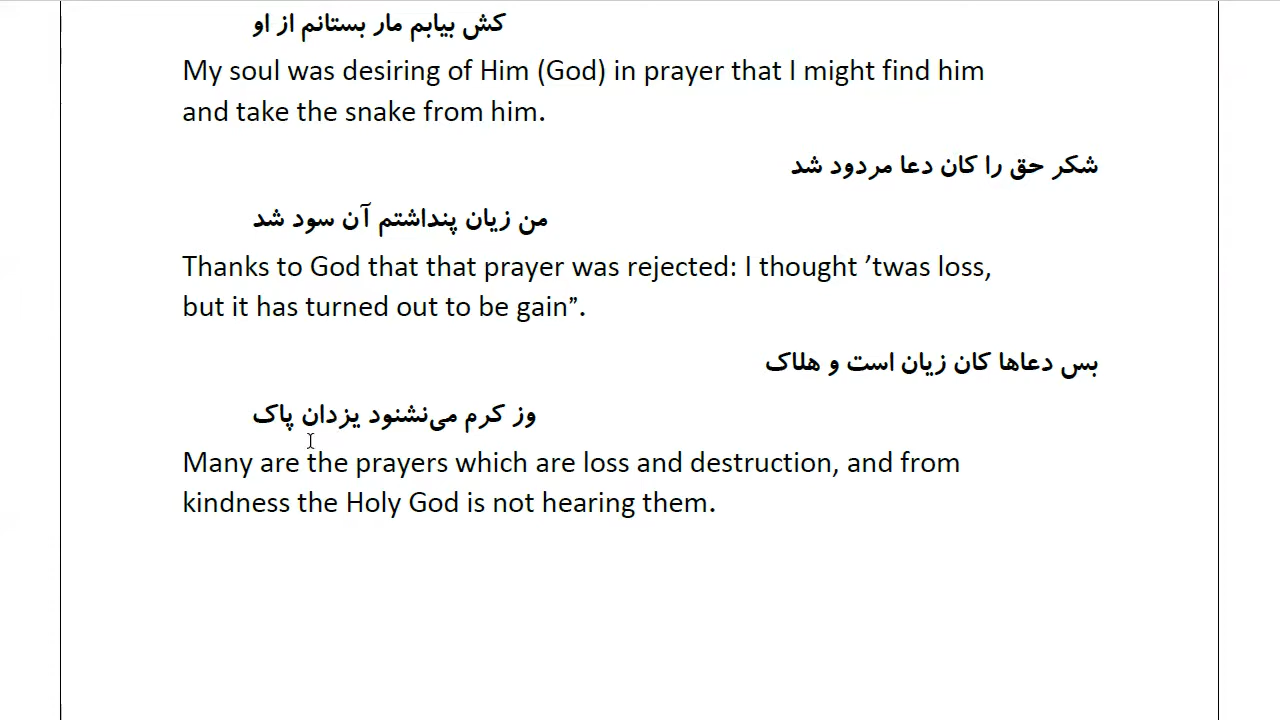 کش بیابم مار بستانم از او
My soul was desiring of Him (God) in prayer that I might find him
and take the snake from him.
شکر حق را کان دعا مردود شد
من زیان پنداشتم آن سود شد
Thanks to God that that prayer was rejected: I thought ’twas loss,
but it has turned out to be gain”.
بس دعاها کان زیان است و هلاک
وز کرم می‌نشنود یزدان پاک
Many are the prayers which are loss and destruction, and from
kindness the Holy God is not hearing them.